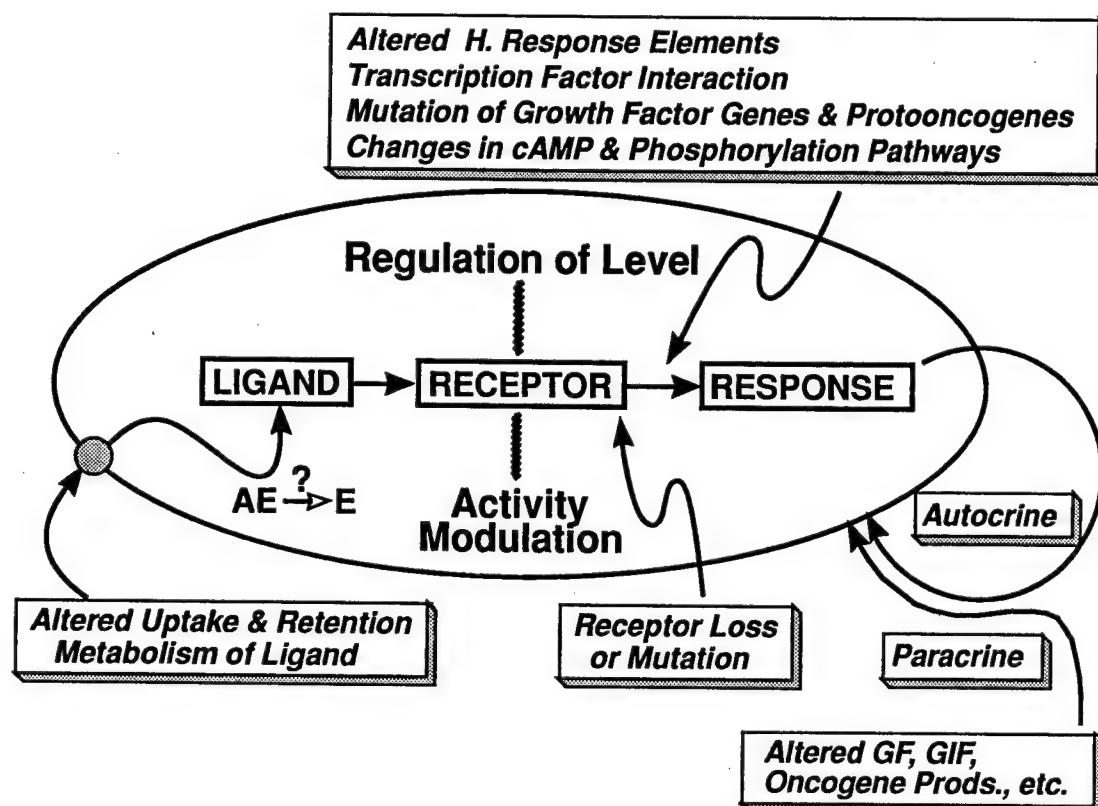 Altered H. Response Elements
Transcription Factor Interaction
Mutation of Growth Factor Genes & Protooncogenes
Changes in cAMP & Phosphorylation Pathways
Regulation of Level
LIGAND
RECEPTOR
RESPONSE
?
AE E
Activity
Modulation
Autocrine
Altered Uptake & Retention
Metabolism of Ligand
Receptor Loss
or Mutation
Paracrine
Altered GF, GIF,
Oncogene Prods., etc.